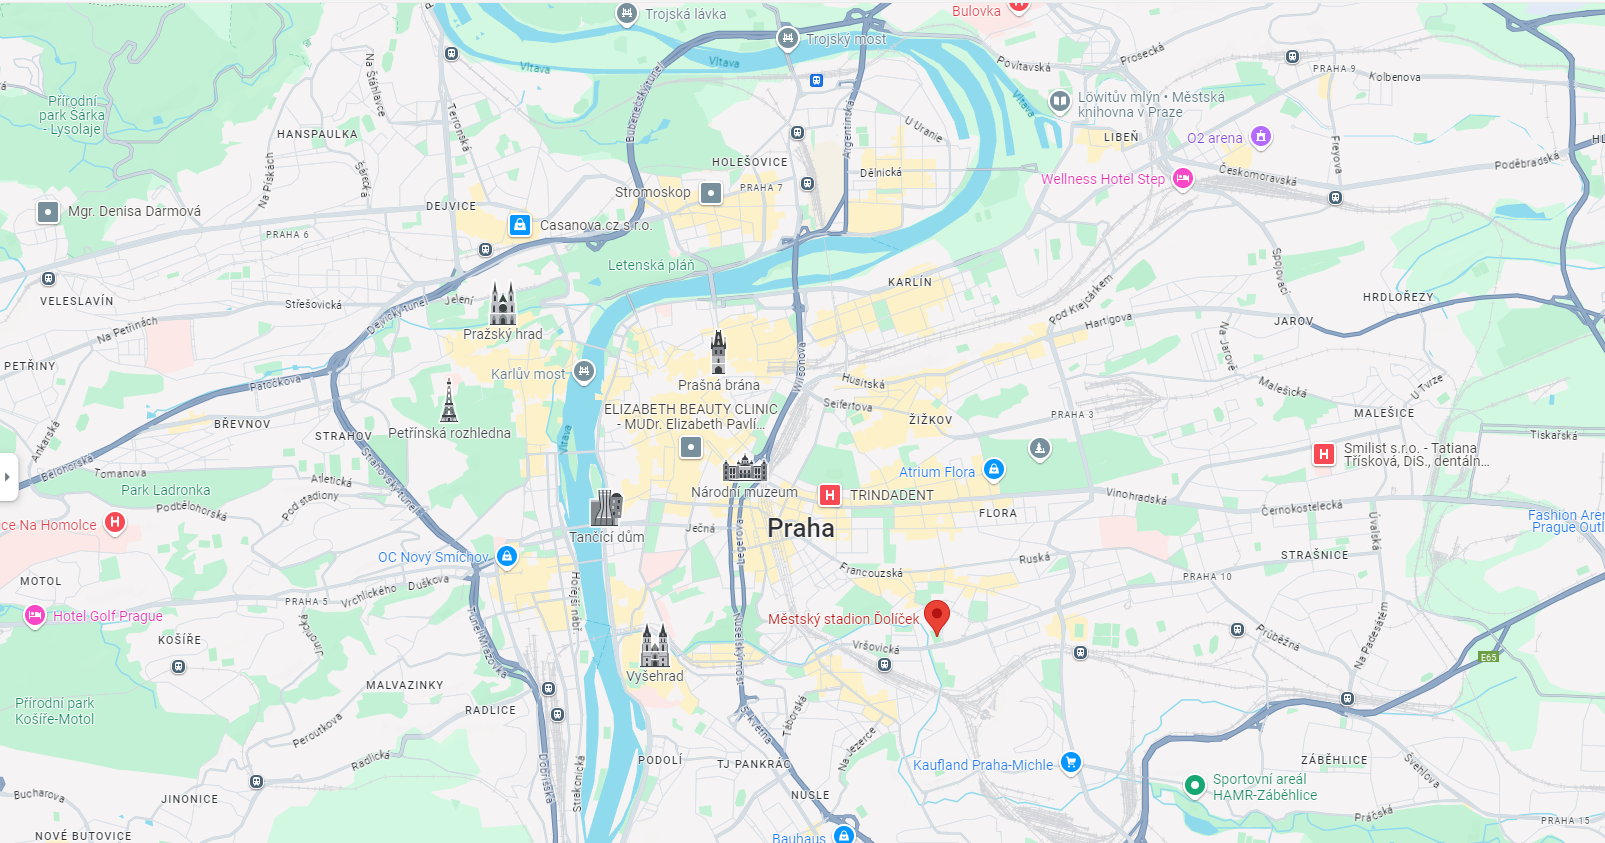 Trojská lávka
Bulovka
Trojský most
Vltava
Vltava
Povltavská
Prosecká
PRAHA 9
Kolbenova
Na Šťáhlavce
Bubenečský tunel
Přírodní
park Šárka
- Lysolaje
Löwitův mlýn • Městská
knihovna v Praze
Vltava
Terronská
HANSPAULKA
Argentinská
U Uranie
LIBEŇ
O2 arena
Freyova
HOLEŠOVICE
Dělnická
Poděbradská
Na Pískách
Šárecká
Stromoskop
PRAHA 7
Wellness Hotel Step
Českomoravská
Mgr. Denisa Dármová
DEJVICE
Casanova.cz s.r.o.
PRAHA 6
Letenská pláň
Spojovací
KARLÍN
VELESLAVÍN
Střešovická
Jelení
HRDLOŘEZY
Pod Krejcárkem
Dejvický tunel
Hartigova
JAROV
Na Petřinách
Pražský hrad
Na Jarově
PETŘINY
Karlův most
Prašná brána
Wilsonova
Husitská
Patočkova
Malešická
U Tvrze
ELIZABETH BEAUTY CLINIC
- MUDr. Elizabeth Pavlí...
Seifertova
PRAHA 3
MALEŠICE
BŘEVNOV
ŽIŽKOV
Ankarská
STRAHOV
Petřínská rozhledna
Vltava
Tiskařská
Smilist s.r.o. - Tatiana
Třísková, DiS., dentáln...
Bělohorská
Tomanova
Strahovský tunel
Atletická
Atrium Flora
Park Ladronka
Národní muzeum
TRINDADENT
Vinohradská
Pod stadiony
Podbělohorská
FLORA
Černokostelecká
ce Na Homolce
Praha
Fashion Aren
Prague Outl
Ječná
Legerova
Tančící dům
Úvalská
OC Nový Smíchov
Ruská
STRAŠNICE
Francouzská
MOTOL
Duškova
PRAHA 10
Vrchlického
PRAHA 5
Hořejší nábř.
Hotel Golf Prague
Městský stadion Ďolíček
KOŠÍŘE
Tunel Mrázovka
Nuselský most
Vršovická
Průběžná
Na Padesátém
E65
Vyšehrad
MALVAZINKY
Přírodní park
Košíře-Motol
RADLICE
5. května
Táborská
Peroutkova
Na Jezerce
Radlická
PODOLÍ
TJ PANKRÁC
Kaufland Praha-Michle
ZÁBĚHLICE
Švehlova
Dobříšská
Strakonická
Sportovní areál
HAMR-Záběhlice
Bucharova
JINONICE
NUSLE
Práčská
PRAHA 15
NOVÉ BUTOVICE
Bauhaus